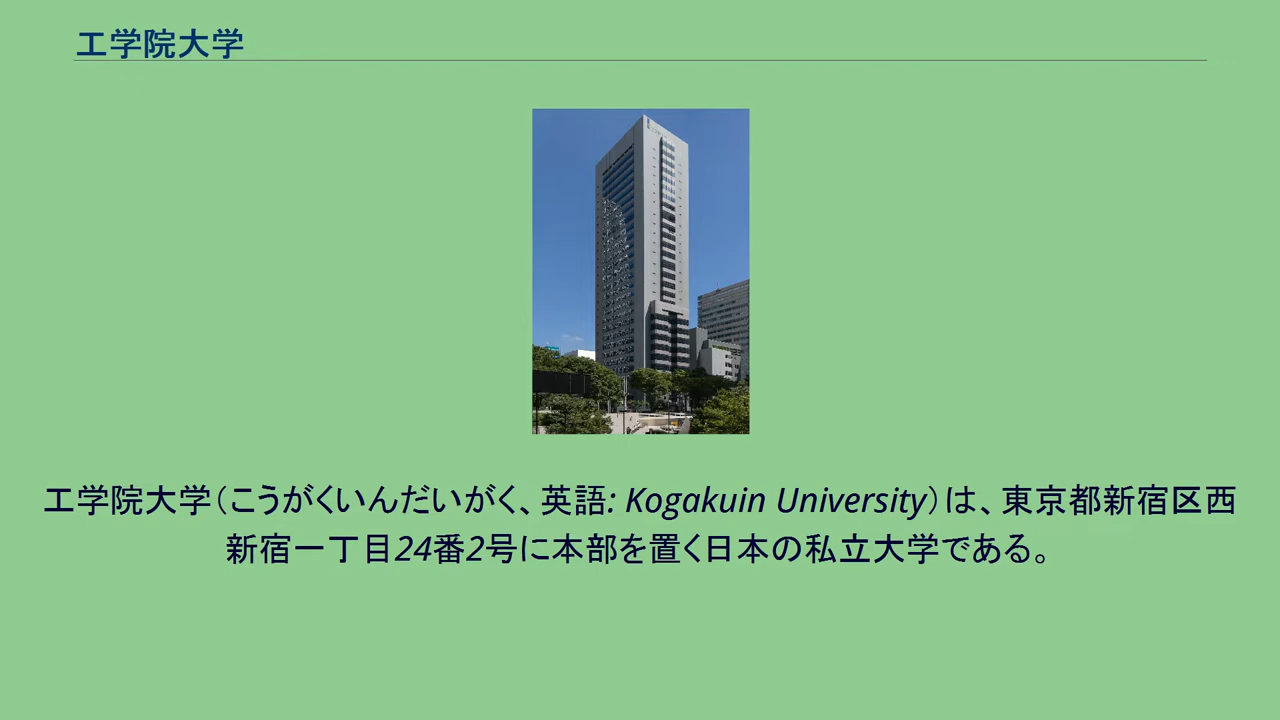 工学院大学
工学院大学（こうがくいんだいがく、英語: Kogakuin University）は、東京都新宿区西
新宿一丁目24番2号に本部を置く日本の私立大学である。